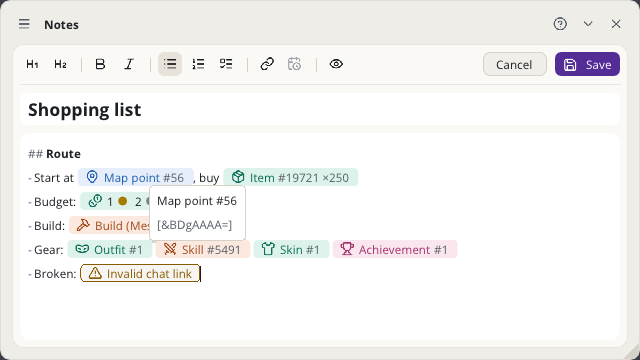 Notes
H1 H2 B I Cancel Save
Shopping list
## Route
- Start at Map point #56 , buy Item #19721 ×250
- Budget: 1 2
Map point #56
[&BDgAAAA=]
- Build: Build (Mes
- Gear: Outfit #1 Skill #5491 Skin #1 Achievement #1
- Broken: Invalid chat link